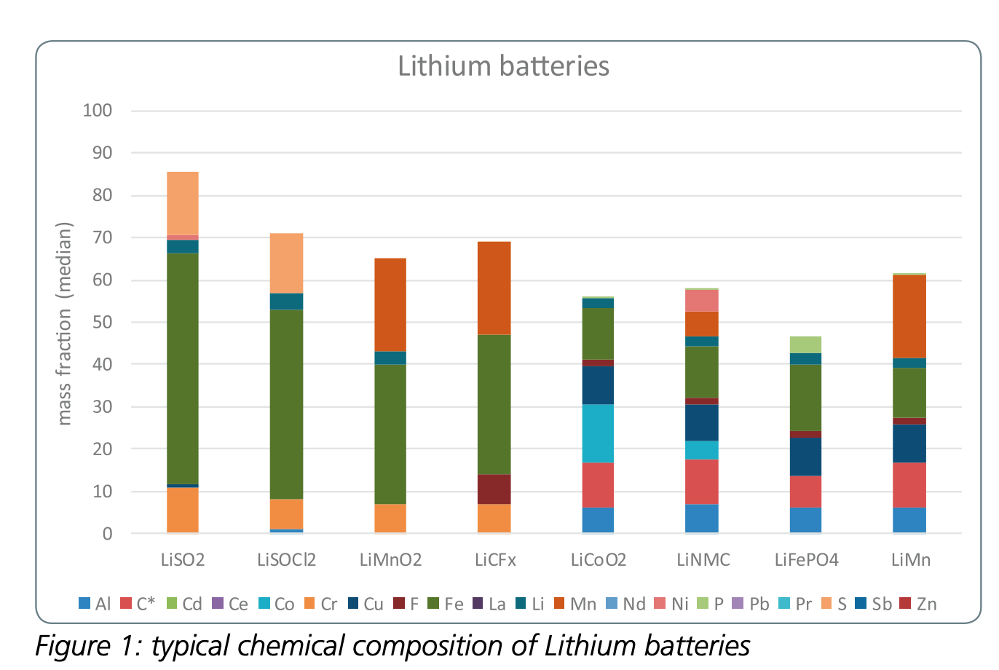 Lithium batteries
100
90
80
70
60
50
40
30
20
10
0
mass fraction (median)
LiSO2 LiSOCl2 LiMnO2 LiCFx LiCoO2 LiNMC LiFePO4 LiMn
Al C* Cd Ce Co Cr Cu F Fe La Li Mn Nd Ni P Pb Pr S Sb Zn
Figure 1: typical chemical composition of Lithium batteries